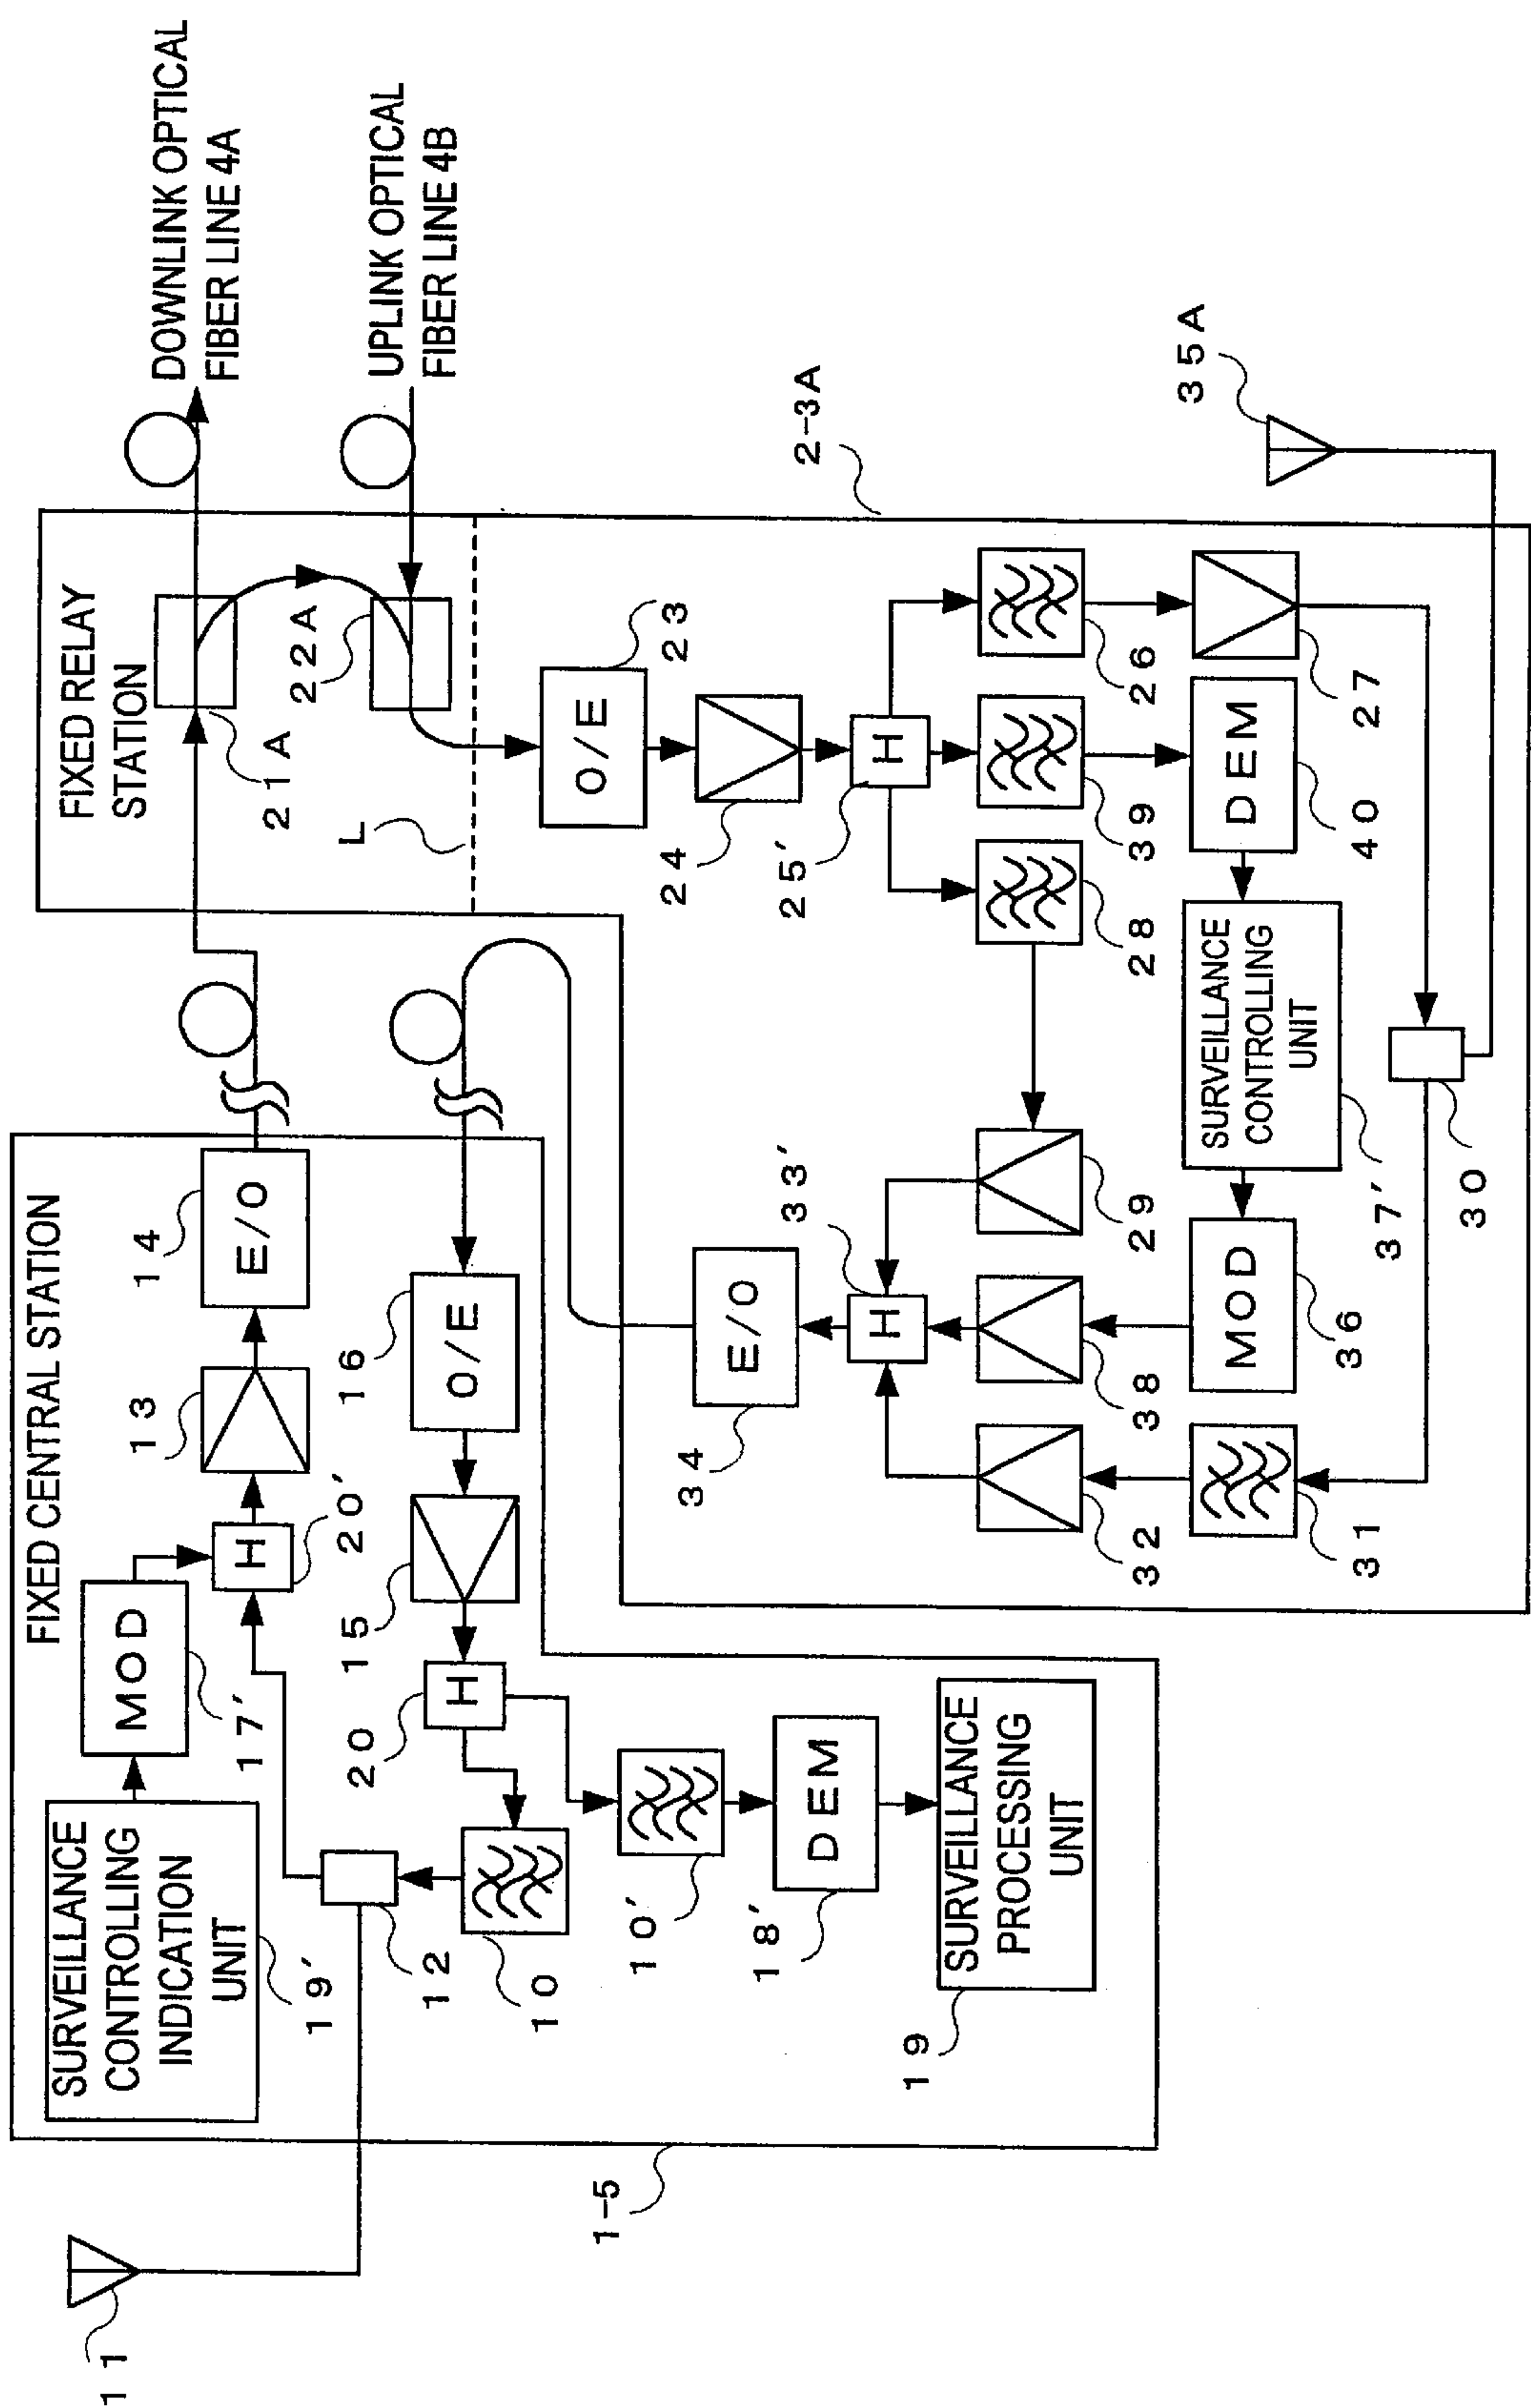 FIXED CENTRAL STATION
SURVEILLANCE
CONTROLLING
INDICATION
UNIT
19′
MOD
17′
H
20′
13
E/O
14
11
12
10
20
H
15
O/E
16
10′
DEM
18′
SURVEILLANCE
PROCESSING
UNIT
19
1-5
FIXED RELAY
STATION
21A
22A
L
DOWNLINK OPTICAL
FIBER LINE 4A
UPLINK OPTICAL
FIBER LINE 4B
2-3A
O/E
23
24
H
25′
26
39
28
27
DEM
40
SURVEILLANCE
CONTROLLING
UNIT
37′
MOD
36
30
31
32
38
29
H
33′
E/O
34
35A